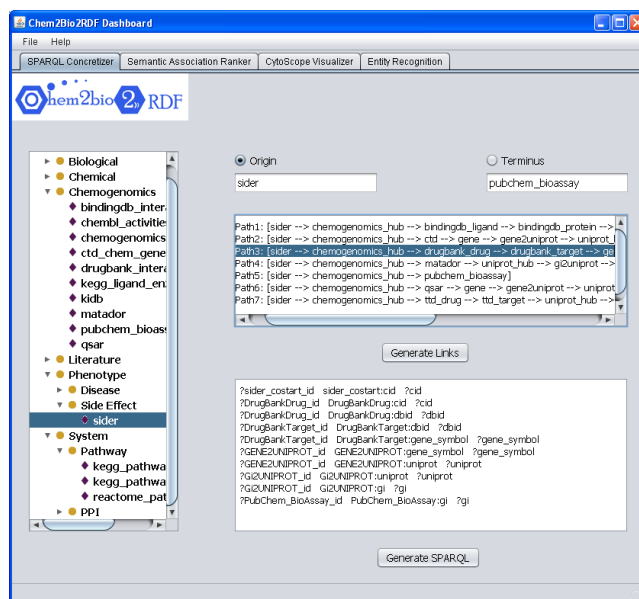 Chem2Bio2RDF Dashboard
File Help
SPARQL Concretizer Semantic Association Ranker CytoScope Visualizer Entity Recognition
Chem2bio 2 RDF
Biological
Chemical
Chemogenomics
bindingdb_inter
chembl_activitie
chemogenomics
ctd_chem_gene
drugbank_intera
kegg_ligand_en
kidb
matador
pubchem_bioas
qsar
Literature
Phenotype
Disease
Side Effect
sider
System
Pathway
kegg_pathwa
kegg_pathwa
reactome_pat
PPI
Origin Terminus
sider pubchem_bioassay
Path1: [sider --> chemogenomics_hub --> bindingdb_ligand --> bindingdb_protein -->
Path2: [sider --> chemogenomics_hub --> ctd --> gene --> gene2uniprot --> uniprot_
Path3: [sider --> chemogenomics_hub --> drugbank_drug --> drugbank_target --> ge
Path4: [sider --> chemogenomics_hub --> matador --> uniprot_hub --> gi2uniprot -->
Path5: [sider --> chemogenomics_hub --> pubchem_bioassay]
Path6: [sider --> chemogenomics_hub --> qsar --> gene --> gene2uniprot --> uniprot
Path7: [sider --> chemogenomics_hub --> ttd_drug --> ttd_target --> uniprot_hub -->
Generate Links
?sider_costart_id sider_costart:cid ?cid
?DrugBankDrug_id DrugBankDrug:cid ?cid
?DrugBankDrug_id DrugBankDrug:dbid ?dbid
?DrugBankTarget_id DrugBankTarget:dbid ?dbid
?DrugBankTarget_id DrugBankTarget:gene_symbol ?gene_symbol
?GENE2UNIPROT_id GENE2UNIPROT:gene_symbol ?gene_symbol
?GENE2UNIPROT_id GENE2UNIPROT:uniprot ?uniprot
?Gi2UNIPROT_id Gi2UNIPROT:uniprot ?uniprot
?Gi2UNIPROT_id Gi2UNIPROT:gi ?gi
?PubChem_BioAssay_id PubChem_BioAssay:gi ?gi
Generate SPARQL